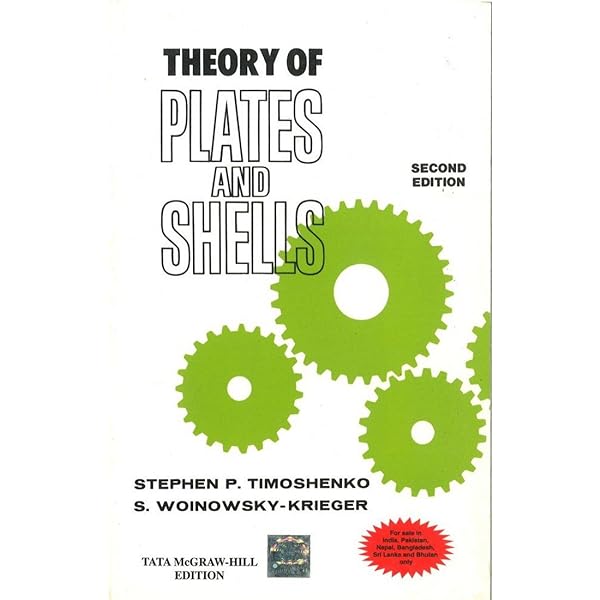 THEORY OF
PLATES
AND
SHELLS
SECOND
EDITION
STEPHEN P. TIMOSHENKO
S. WOINOWSKY-KRIEGER
TATA McGRAW-HILL
EDITION
For sale in
India, Pakistan,
Nepal, Bangladesh,
Sri Lanka and Bhutan
only